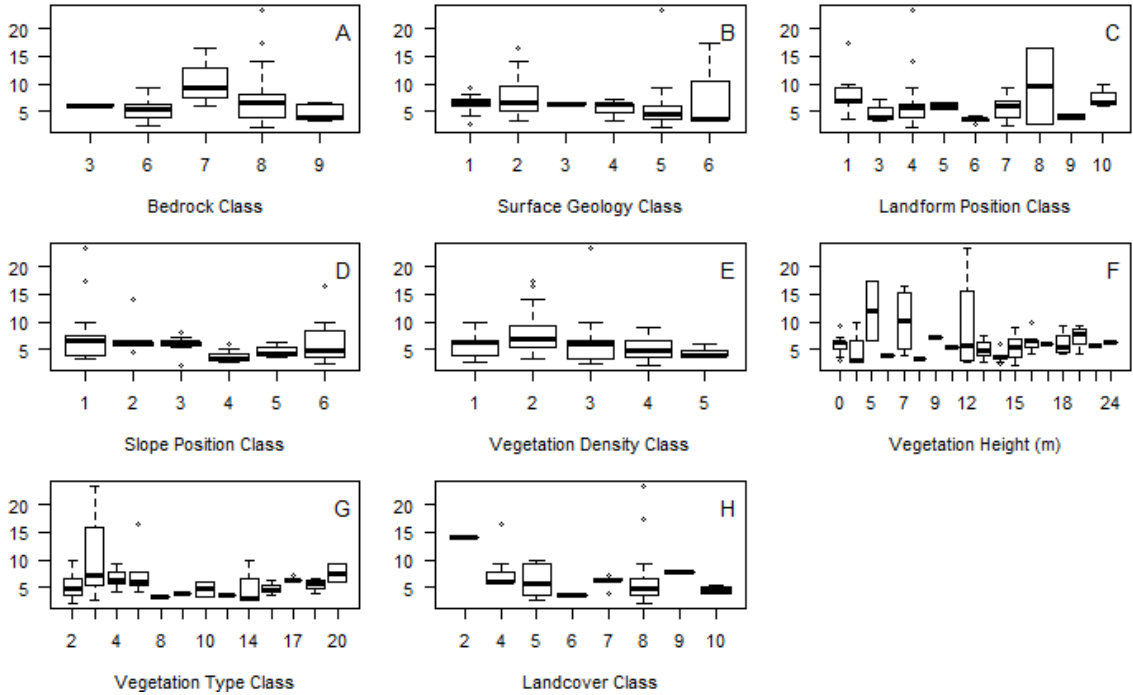 A
20
15
10
5
3 6 7 8 9
Bedrock Class
B
20
15
10
5
1 2 3 4 5 6
Surface Geology Class
C
20
15
10
5
1 3 4 5 6 7 8 9 10
Landform Position Class
D
20
15
10
5
1 2 3 4 5 6
Slope Position Class
E
20
15
10
5
1 2 3 4 5
Vegetation Density Class
F
20
15
10
5
0 5 7 9 12 15 18 24
Vegetation Height (m)
G
20
15
10
5
2 4 8 10 14 17 20
Vegetation Type Class
H
20
15
10
5
2 4 5 6 7 8 9 10
Landcover Class